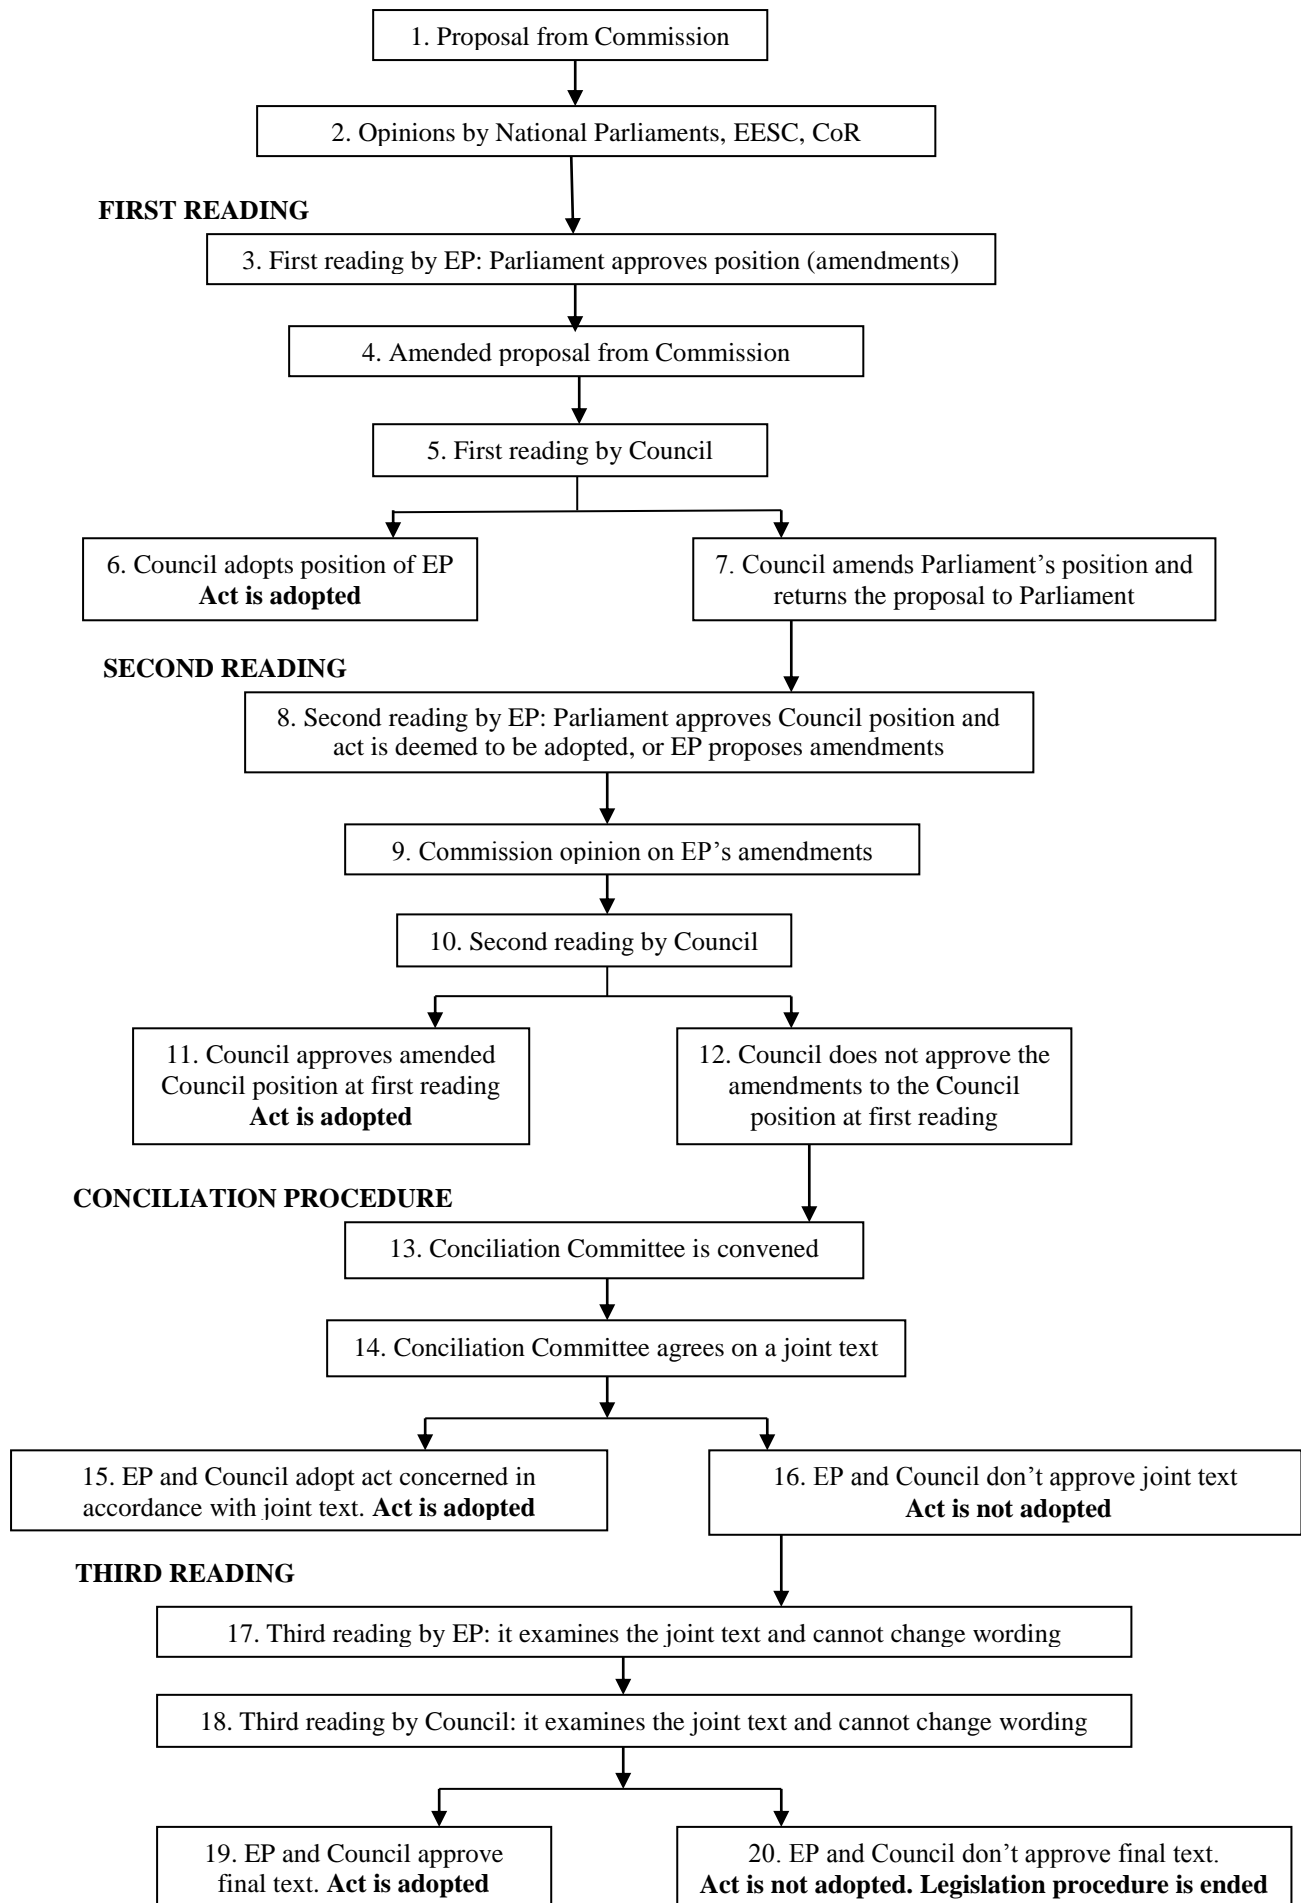 1. Proposal from Commission
2. Opinions by National Parliaments, EESC, CoR
FIRST READING
3. First reading by EP: Parliament approves position (amendments)
4. Amended proposal from Commission
5. First reading by Council
6. Council adopts position of EP
Act is adopted
7. Council amends Parliament’s position and
returns the proposal to Parliament
SECOND READING
8. Second reading by EP: Parliament approves Council position and
act is deemed to be adopted, or EP proposes amendments
9. Commission opinion on EP’s amendments
10. Second reading by Council
11. Council approves amended
Council position at first reading
Act is adopted
12. Council does not approve the
amendments to the Council
position at first reading
CONCILIATION PROCEDURE
13. Conciliation Committee is convened
14. Conciliation Committee agrees on a joint text
15. EP and Council adopt act concerned in
accordance with joint text. Act is adopted
16. EP and Council don’t approve joint text
Act is not adopted
THIRD READING
17. Third reading by EP: it examines the joint text and cannot change wording
18. Third reading by Council: it examines the joint text and cannot change wording
19. EP and Council approve
final text. Act is adopted
20. EP and Council don’t approve final text.
Act is not adopted. Legislation procedure is ended